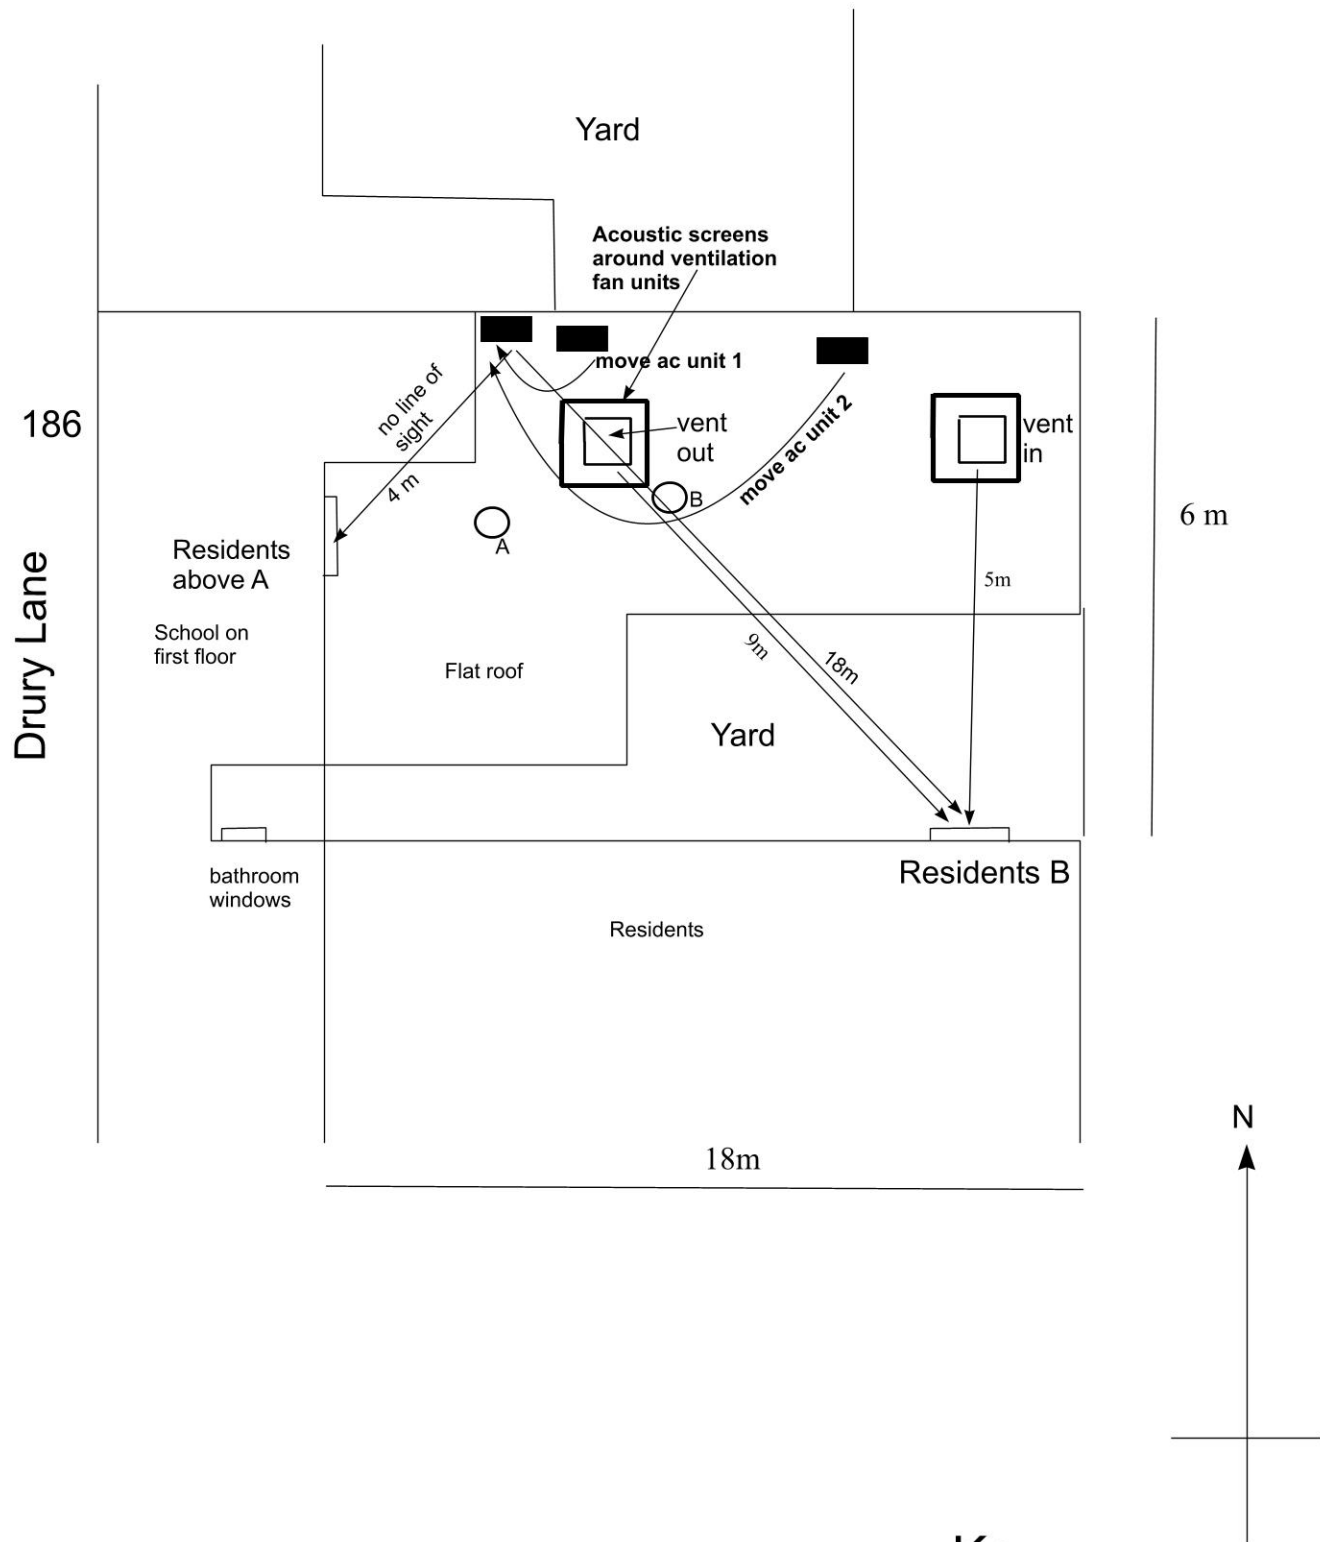 Yard
Acoustic screens
around ventilation
fan units
move ac unit 1
no line of
sight
186
vent
out
vent
in
move ac unit 2
B
6 m
4 m
A
Residents
above A
5m
School on
first floor
9m
18m
Flat roof
Drury Lane
Yard
bathroom
windows
Residents B
Residents
N
18m